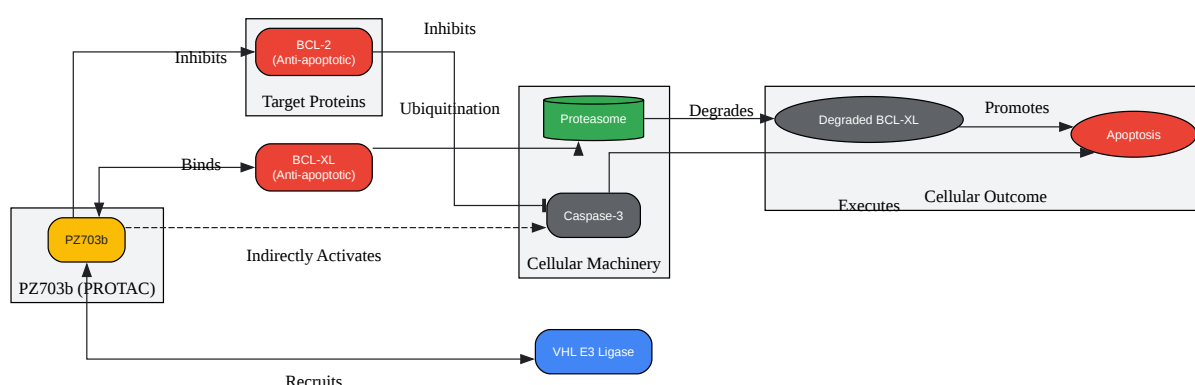 Inhibits
BCL-2
(Anti-apoptotic)
Inhibits
Target Proteins
Ubiquitination
Proteasome
Degrades
Degraded BCL-XL
Promotes
Apoptosis
Binds
BCL-XL
(Anti-apoptotic)
Caspase-3
Executes
Cellular Outcome
PZ703b
Indirectly Activates
Cellular Machinery
PZ703b (PROTAC)
VHL E3 Ligase
Recruits